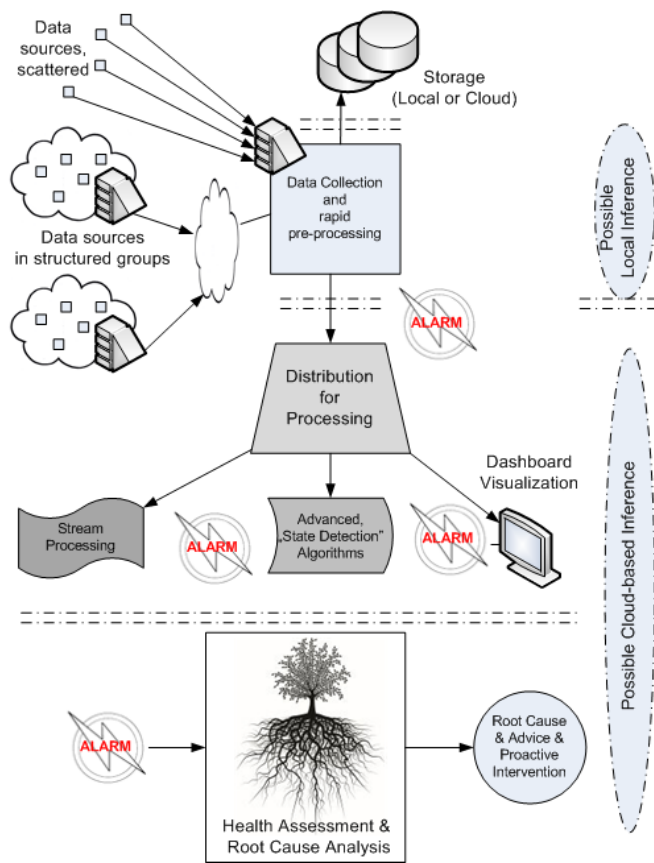 Data
sources,
scattered
Storage
(Local or Cloud)
Data Collection
and
rapid
pre-processing
Possible
Local Inference
Data sources
in structured groups
ALARM
Distribution
for
Processing
Dashboard
Visualization
Stream
Processing
ALARM
Advanced,
„State Detection”
Algorithms
ALARM
Possible Cloud-based Inference
ALARM
Root Cause
& Advice &
Proactive
Intervention
Health Assessment &
Root Cause Analysis